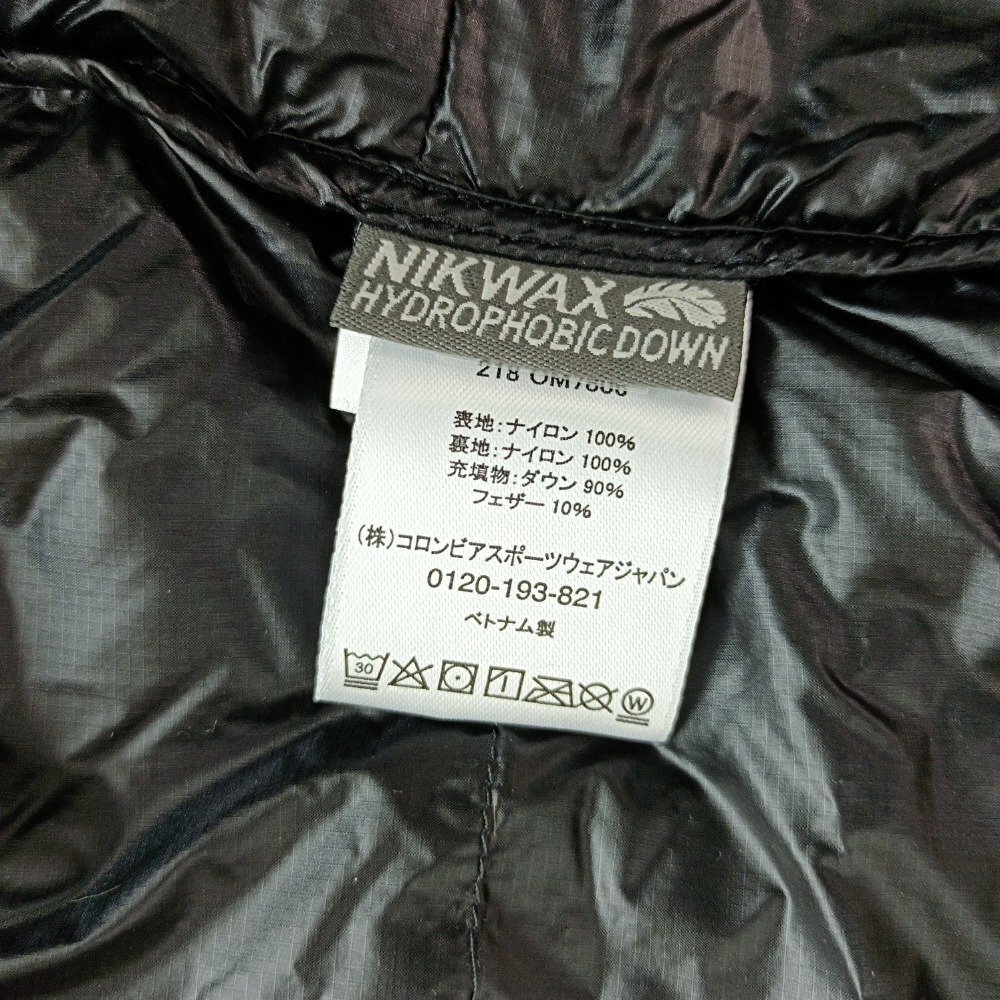 NIKWAX
HYDROPHOBIC DOWN
218
表地:ナイロン 100%
裏地:ナイロン 100%
充填物:ダウン 90%
フェザー 10%
(株)コロンビアスポーツウェアジャパン
0120-193-821
ベトナム製
30
W